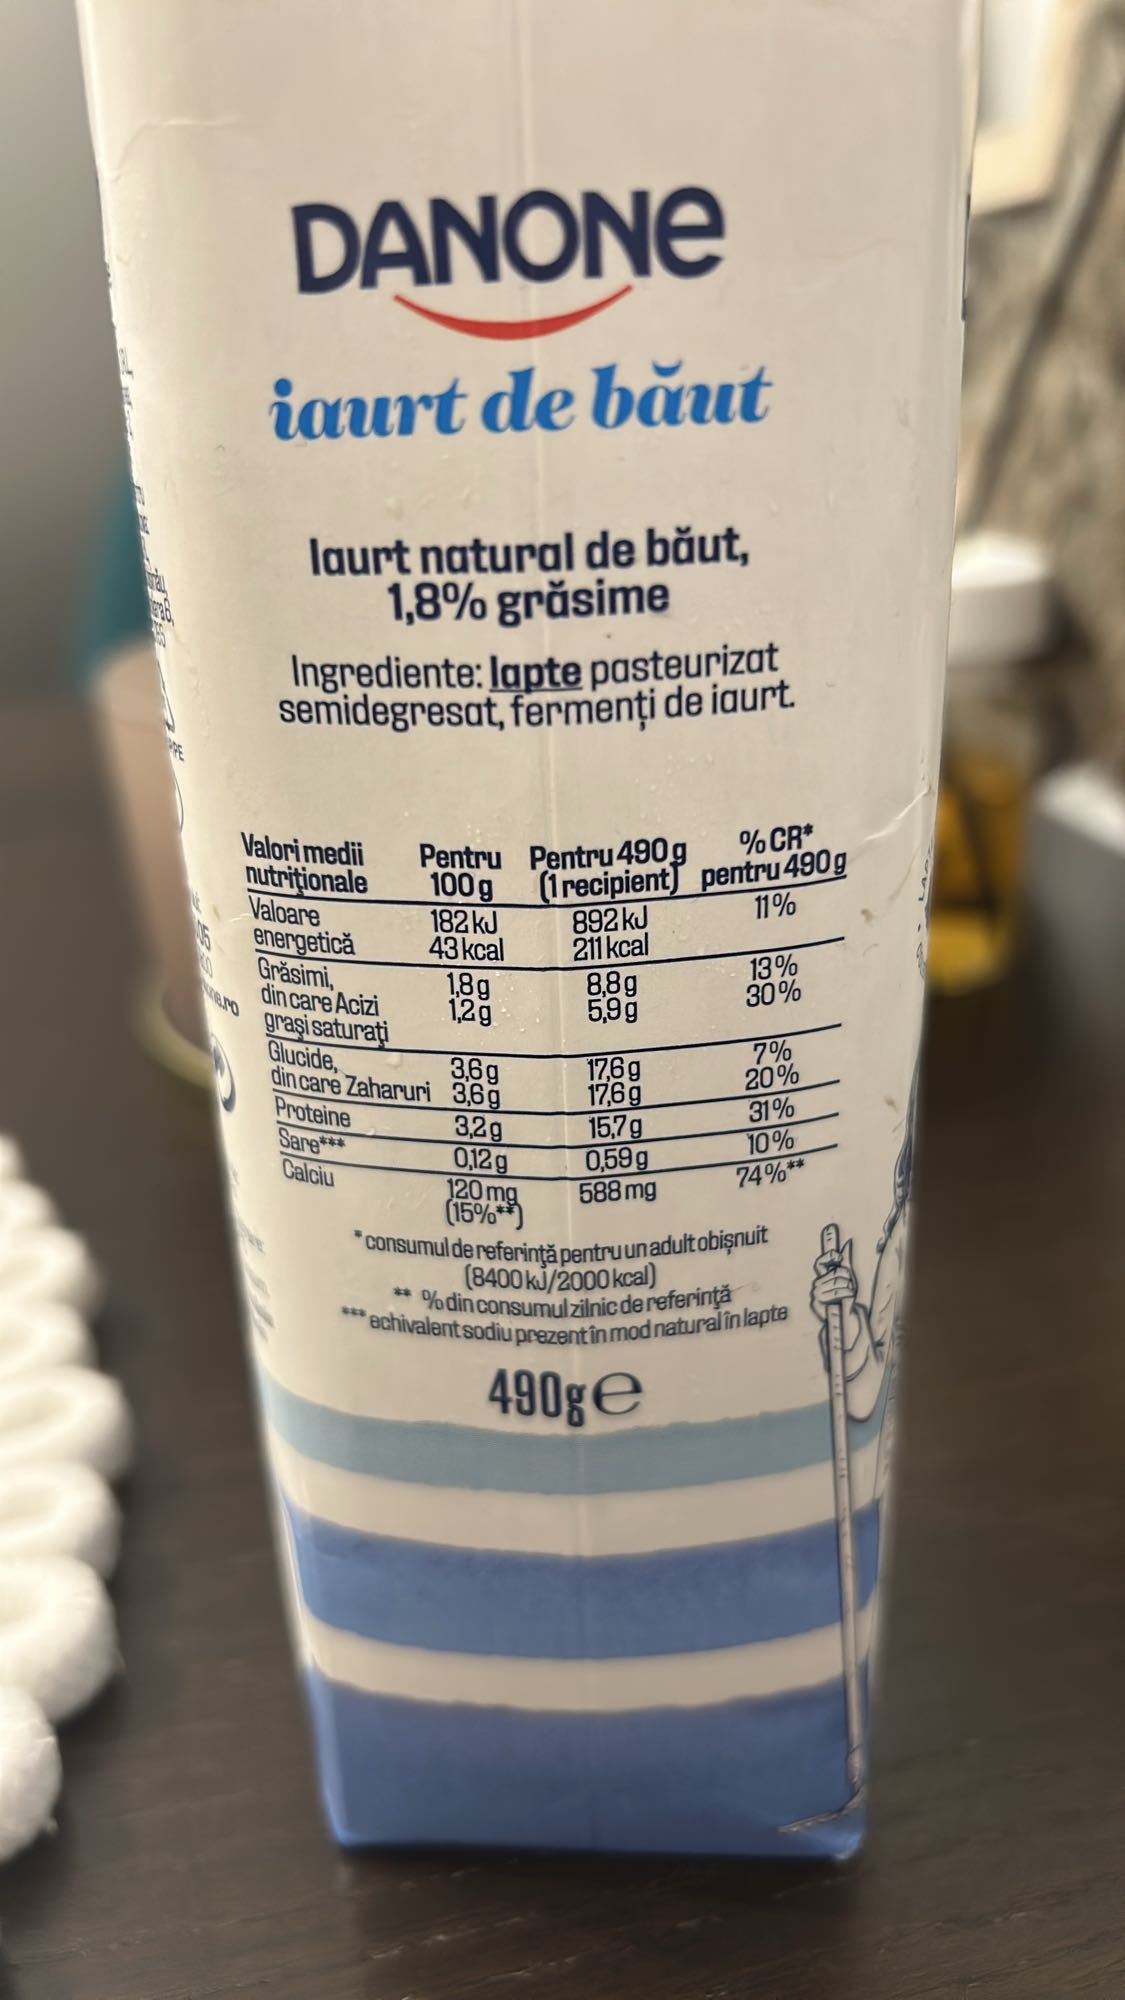 DANONE
iaurt de băut
Iaurt natural de băut,
1,8% grăsime
Ingrediente: lapte pasteurizat
semidegresat, fermenți de iaurt.
Valori medii nutriționale Pentru 100 g Pentru 490 g (1 recipient) % CR* pentru 490 g
Valoare energetică 182 kJ 892 kJ 11%
43 kcal 211 kcal
Grăsimi, 1,8 g 8,8 g 13%
din care Acizi grași saturați 1,2 g 5,9 g 30%
Glucide, 3,6 g 17,6 g 7%
din care Zaharuri 3,6 g 17,6 g 20%
Proteine 3,2 g 15,7 g 31%
Sare*** 0,12 g 0,59 g 10%
Calciu 120 mg 588 mg 74%**
(15%**)
*consumul de referință pentru un adult obișnuit
(8400 kJ/2000 kcal)
** % din consumul zilnic de referință
*** echivalent sodiu prezent în mod natural în lapte
490g e